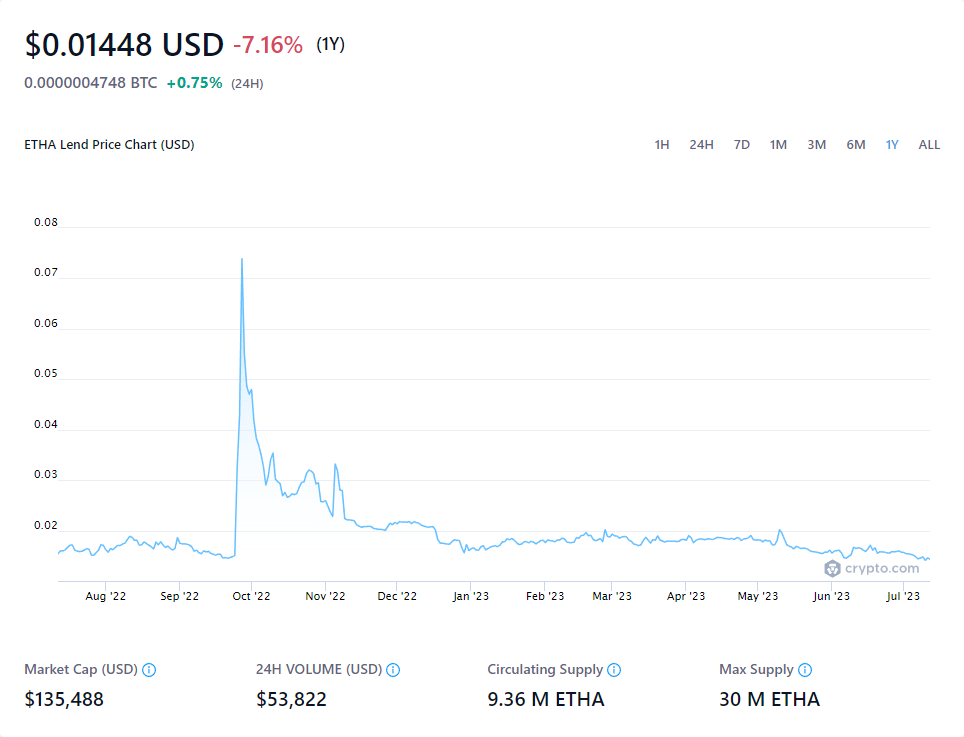 $0.01448 USD -7.16% (1Y)
0.0000004748 BTC +0.75% (24H)
ETHA Lend Price Chart (USD) 1H 24H 7D 1M 3M 6M 1Y ALL
0.08
0.07
0.06
0.05
0.04
0.03
0.02
crypto.com
Aug '22 Sep '22 Oct '22 Nov '22 Dec '22 Jan '23 Feb '23 Mar '23 Apr '23 May '23 Jun '23 Jul '23
Market Cap (USD) 24H VOLUME (USD) Circulating Supply Max Supply
$135,488 $53,822 9.36 M ETHA 30 M ETHA